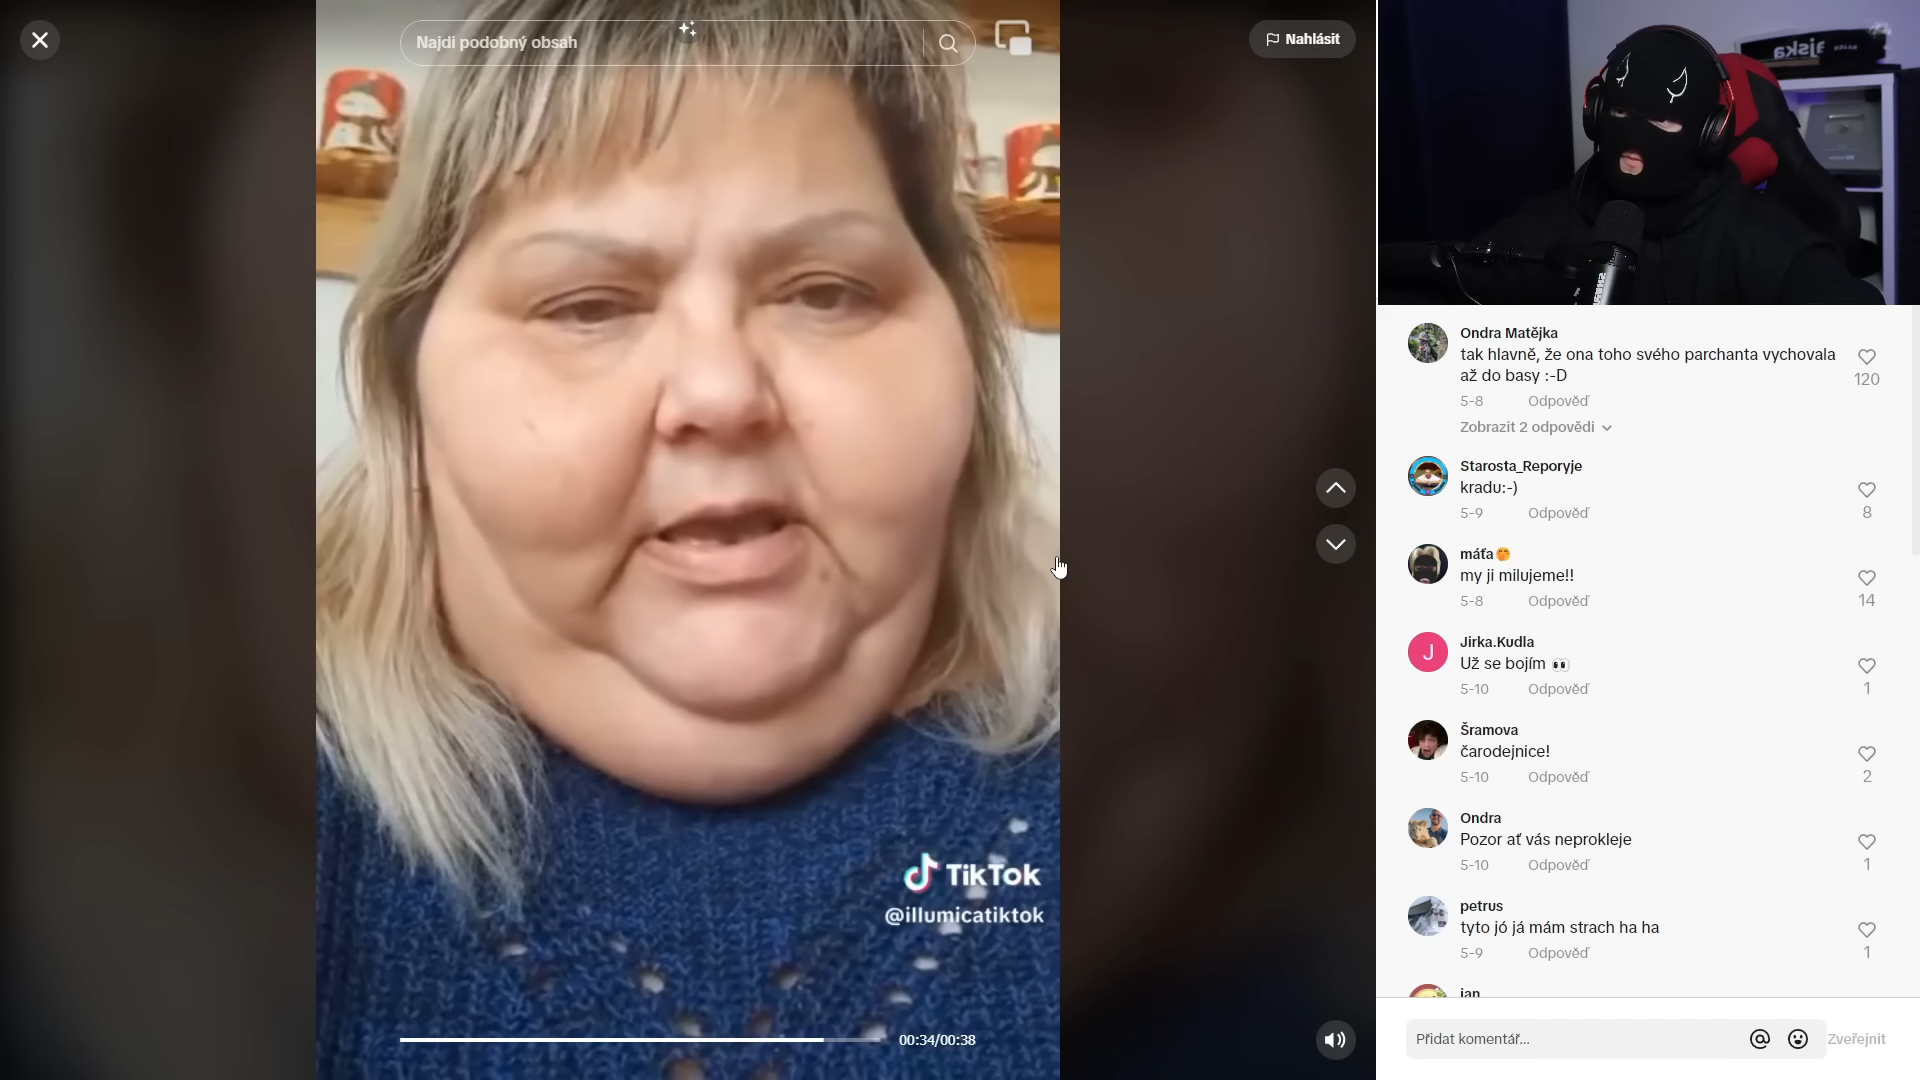 Najdi podobný obsah
Nahlásit
TikTok
@illumicatiktok
00:34/00:38
Ondra Matějka
tak hlavně, že ona toho svého parchanta vychovala
až do basy :-D
120
5-8 Odpověď
Zobrazit 2 odpovědi
Starosta_Reporyje
kradu:-)
8
5-9 Odpověď
máťa🤭
my ji milujeme!!
14
5-8 Odpověď
J
Jirka.Kudla
Už se bojím 👀
1
5-10 Odpověď
Šramova
čarodejnice!
2
5-10 Odpověď
Ondra
Pozor ať vás neprokleje
1
5-10 Odpověď
petrus
tyto jó já mám strach ha ha
1
5-9 Odpověď
Přidat komentář...
Zveřejnit